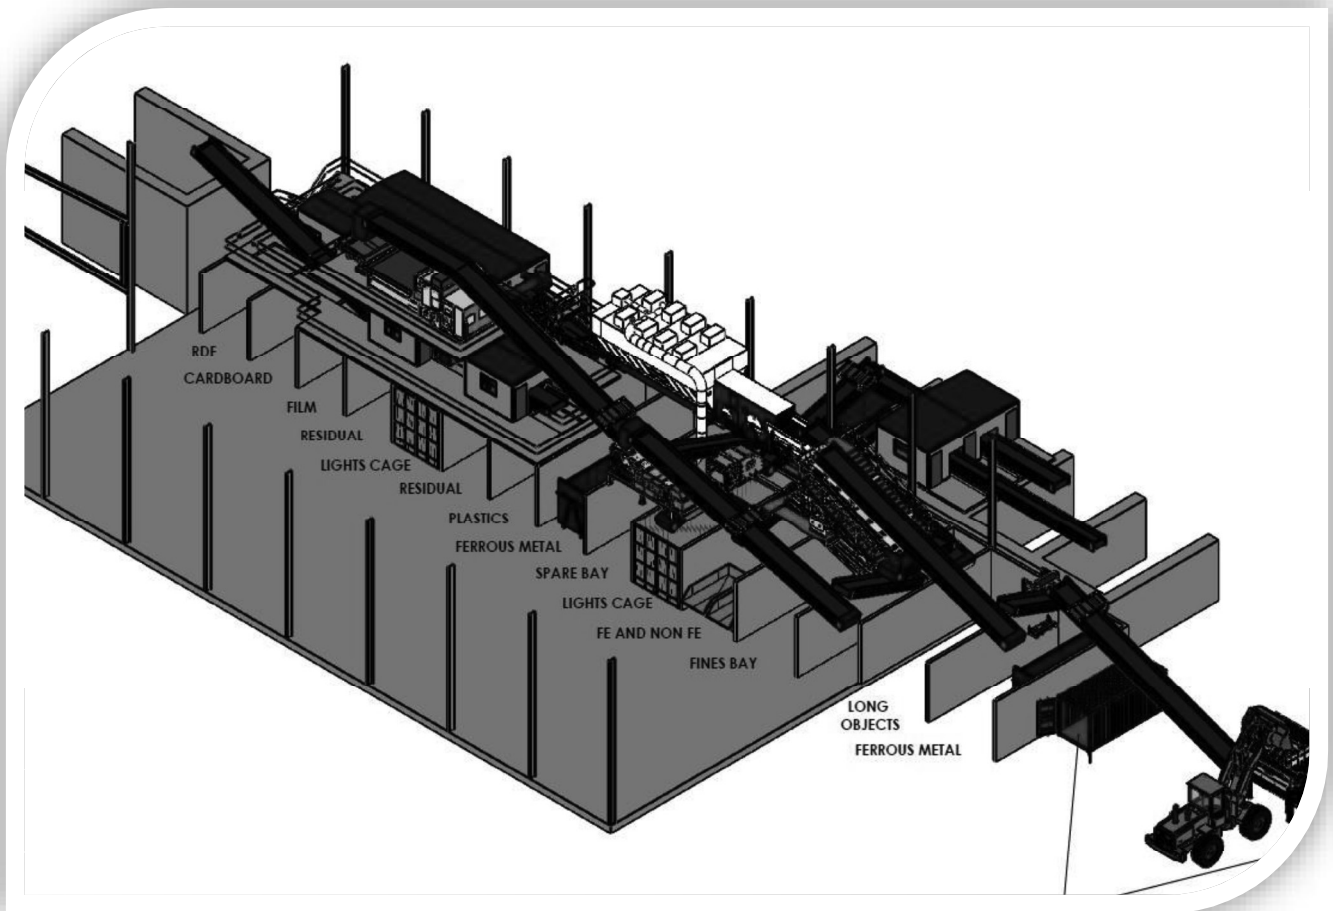 RDF
CARDBOARD
FILM
RESIDUAL
LIGHTS CAGE
RESIDUAL
PLASTICS
FERROUS METAL
SPARE BAY
LIGHTS CAGE
FE AND NON FE
FINES BAY
LONG
OBJECTS
FERROUS METAL